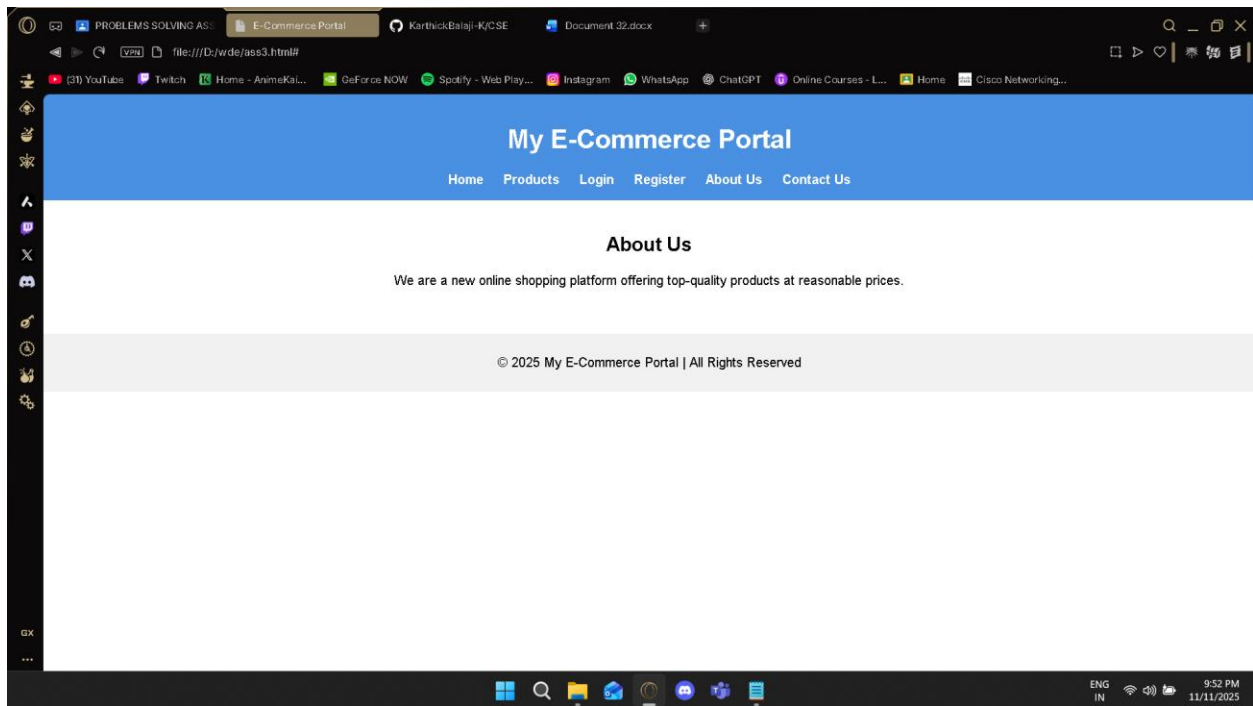 PROBLEMS SOLVING ASS
E-Commerce Portal
KarthickBalaji-K/CSE
Document 32.docx
VPN
file:///D:/wde/ass3.html#
(31) YouTube
Twitch
Home - AnimeKai...
GeForce NOW
Spotify - Web Play...
Instagram
WhatsApp
ChatGPT
Online Courses - L...
Home
Cisco Networking...
My E-Commerce Portal
Home Products Login Register About Us Contact Us
About Us
We are a new online shopping platform offering top-quality products at reasonable prices.
© 2025 My E-Commerce Portal | All Rights Reserved
GX
ENG
IN
9:52 PM
11/11/2025